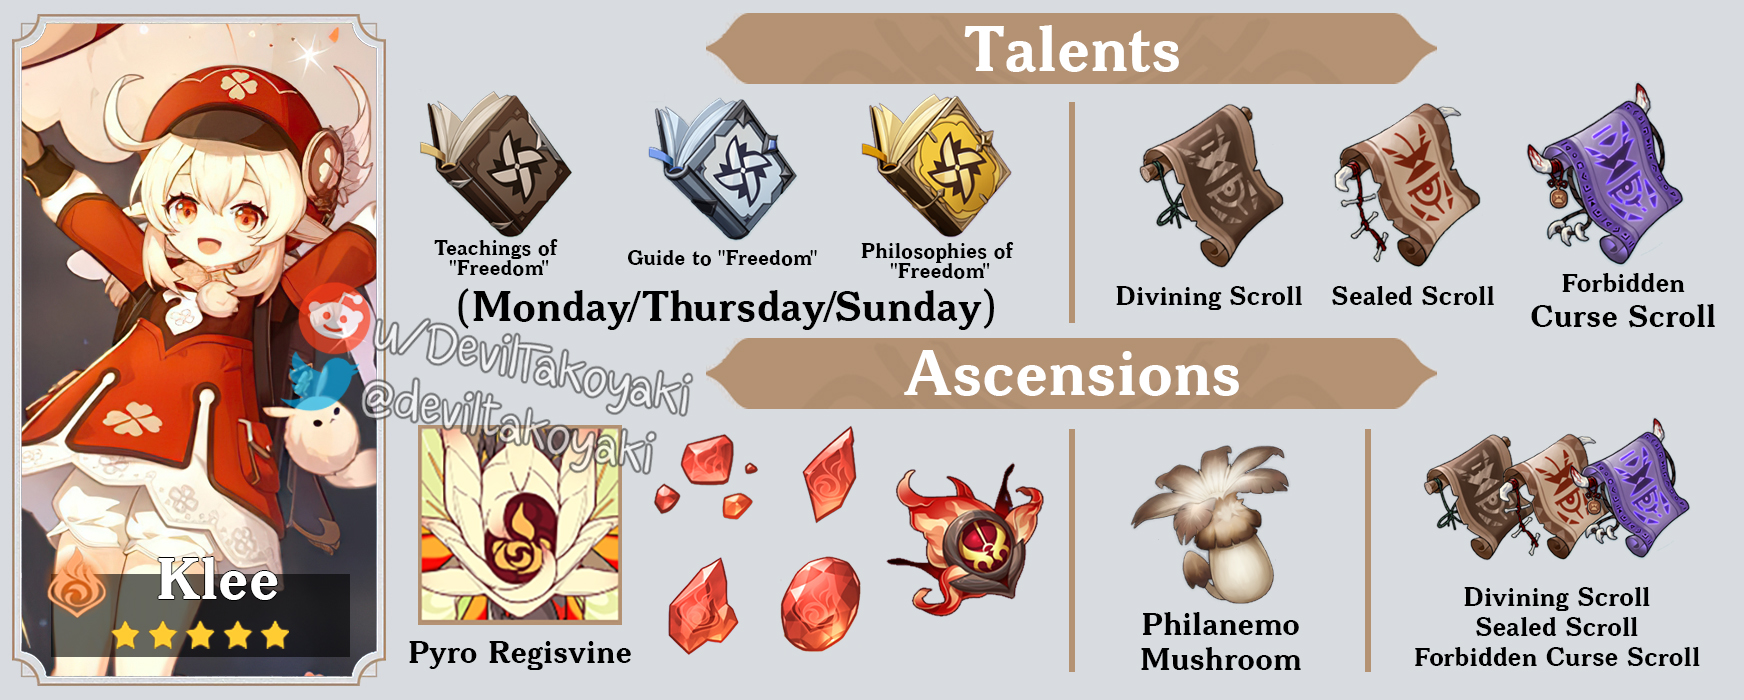 Talents
Teachings of
"Freedom"
Guide to "Freedom"
Philosophies of
"Freedom"
(Monday/Thursday/Sunday)
Divining Scroll
Sealed Scroll
Forbidden
Curse Scroll
u/DevilTakoyaki
@deviltakoyaki
Ascensions
Klee
Pyro Regisvine
Philanemo
Mushroom
Divining Scroll
Sealed Scroll
Forbidden Curse Scroll